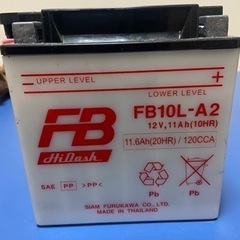 UPPER LEVEL
LOWER LEVEL
FB
HiDash
FB10L-A2
12V,11Ah(10HR)
11.6Ah(20HR) / 120CCA
SAE PP >PP<
Pb Pb
SIAM FURUKAWA CO.,LTD.
MADE IN THAILAND